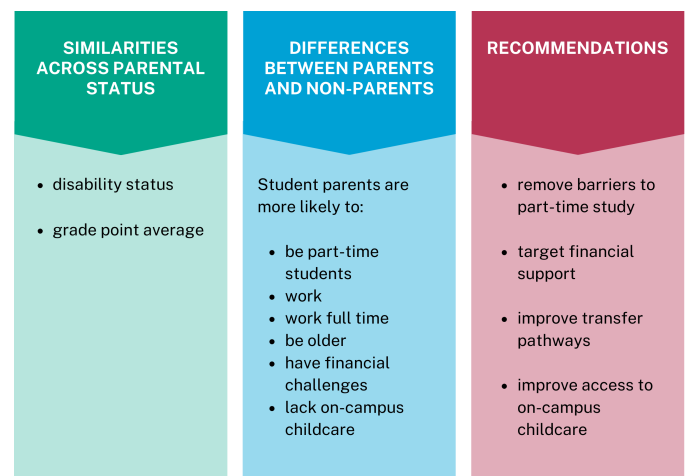 SIMILARITIES
ACROSS PARENTAL
STATUS
• disability status
• grade point average
DIFFERENCES
BETWEEN PARENTS
AND NON-PARENTS
Student parents are
more likely to:
• be part-time
students
• work
• work full time
• be older
• have financial
challenges
• lack on-campus
childcare
RECOMMENDATIONS
• remove barriers to
part-time study
• target financial
support
• improve transfer
pathways
• improve access to
on-campus
childcare